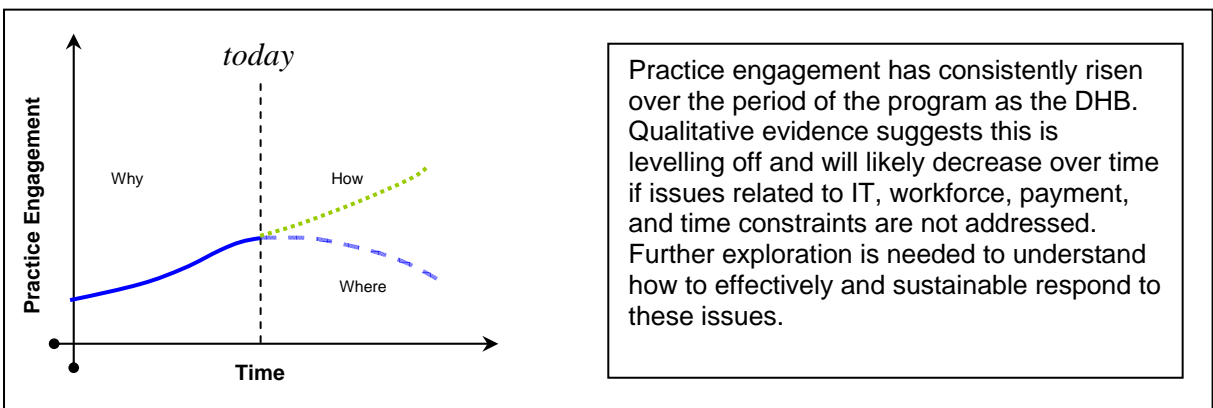 today
Practice Engagement
Why
How
Where
Time
Practice engagement has consistently risen
over the period of the program as the DHB.
Qualitative evidence suggests this is
levelling off and will likely decrease over time
if issues related to IT, workforce, payment,
and time constraints are not addressed.
Further exploration is needed to understand
how to effectively and sustainable respond to
these issues.